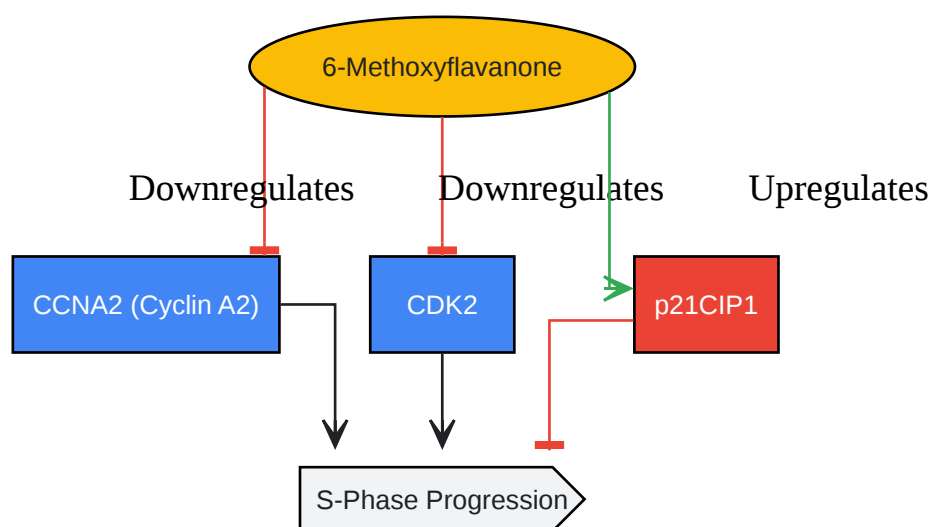 6-Methoxyflavanone
Downregulates
Downregulates
Upregulates
CCNA2 (Cyclin A2)
CDK2
p21CIP1
S-Phase Progression